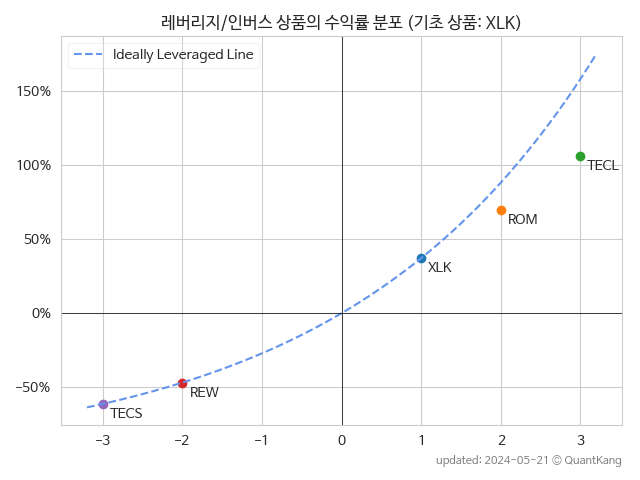 레버리지/인버스 상품의 수익률 분포 (기초 상품: XLK)
Ideally Leveraged Line
150%
100%
50%
0%
−50%
TECL
ROM
XLK
REW
TECS
−3 −2 −1 0 1 2 3
updated: 2024-05-21 © QuantKang